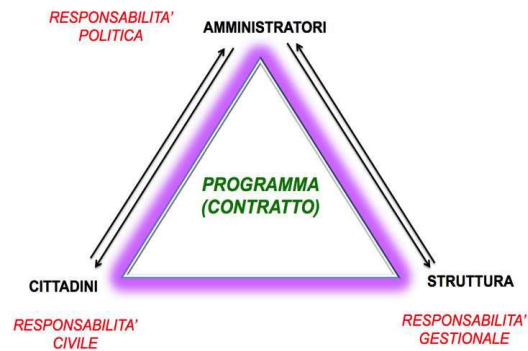 RESPONSABILITA'
POLITICA
AMMINISTRATORI
PROGRAMMA
(CONTRATTO)
CITTADINI
STRUTTURA
RESPONSABILITA'
CIVILE
RESPONSABILITA'
GESTIONALE